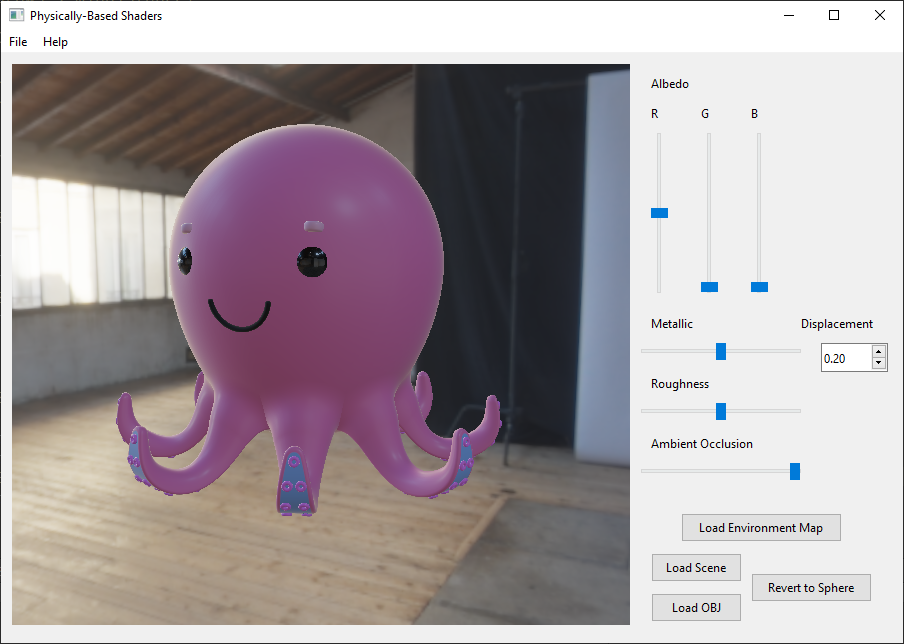 Physically-Based Shaders
File Help
Albedo
R G B
Metallic Displacement
0.20
Roughness
Ambient Occlusion
Load Environment Map
Load Scene
Revert to Sphere
Load OBJ